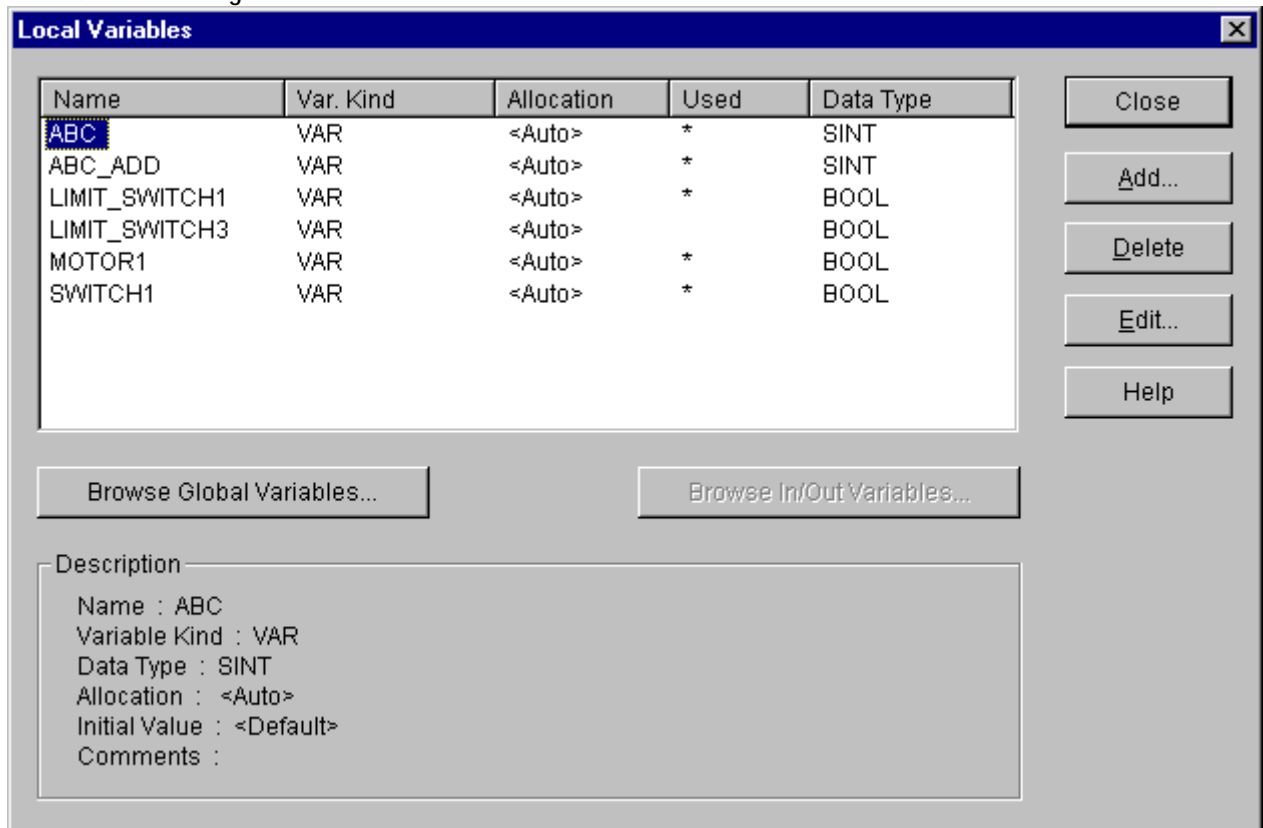 Local Variables
Name Var. Kind Allocation Used Data Type
ABC VAR <Auto> * SINT
ABC_ADD VAR <Auto> * SINT
LIMIT_SWITCH1 VAR <Auto> * BOOL
LIMIT_SWITCH3 VAR <Auto> BOOL
MOTOR1 VAR <Auto> * BOOL
SWITCH1 VAR <Auto> * BOOL
Close
Add...
Delete
Edit...
Help
Browse Global Variables...
Browse In/Out Variables...
Description
Name : ABC
Variable Kind : VAR
Data Type : SINT
Allocation : <Auto>
Initial Value : <Default>
Comments :